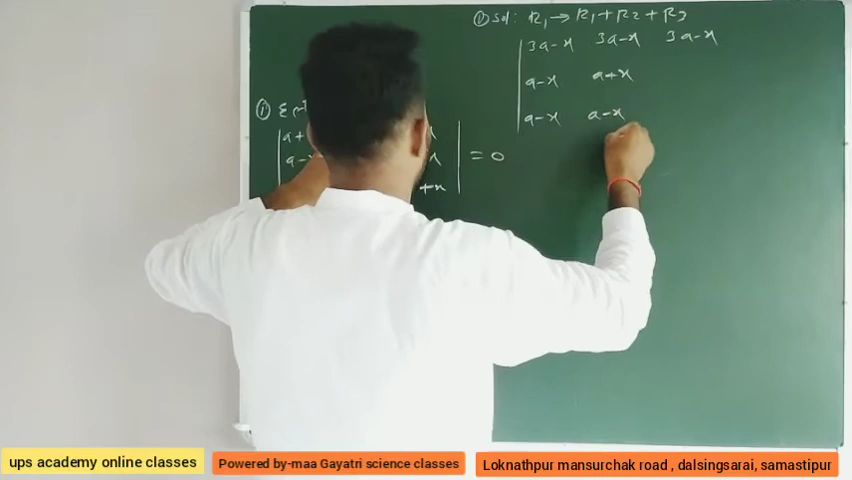 ① Sol: R₁ → R₁ + R₂ + R₃
3a-x 3a-x 3a-x
a-x a+x
a-x a-x
①
a+ x
a- x = 0
+x
ups academy online classes
Powered by-maa Gayatri science classes
Loknathpur mansurchak road , dalsingsarai, samastipur